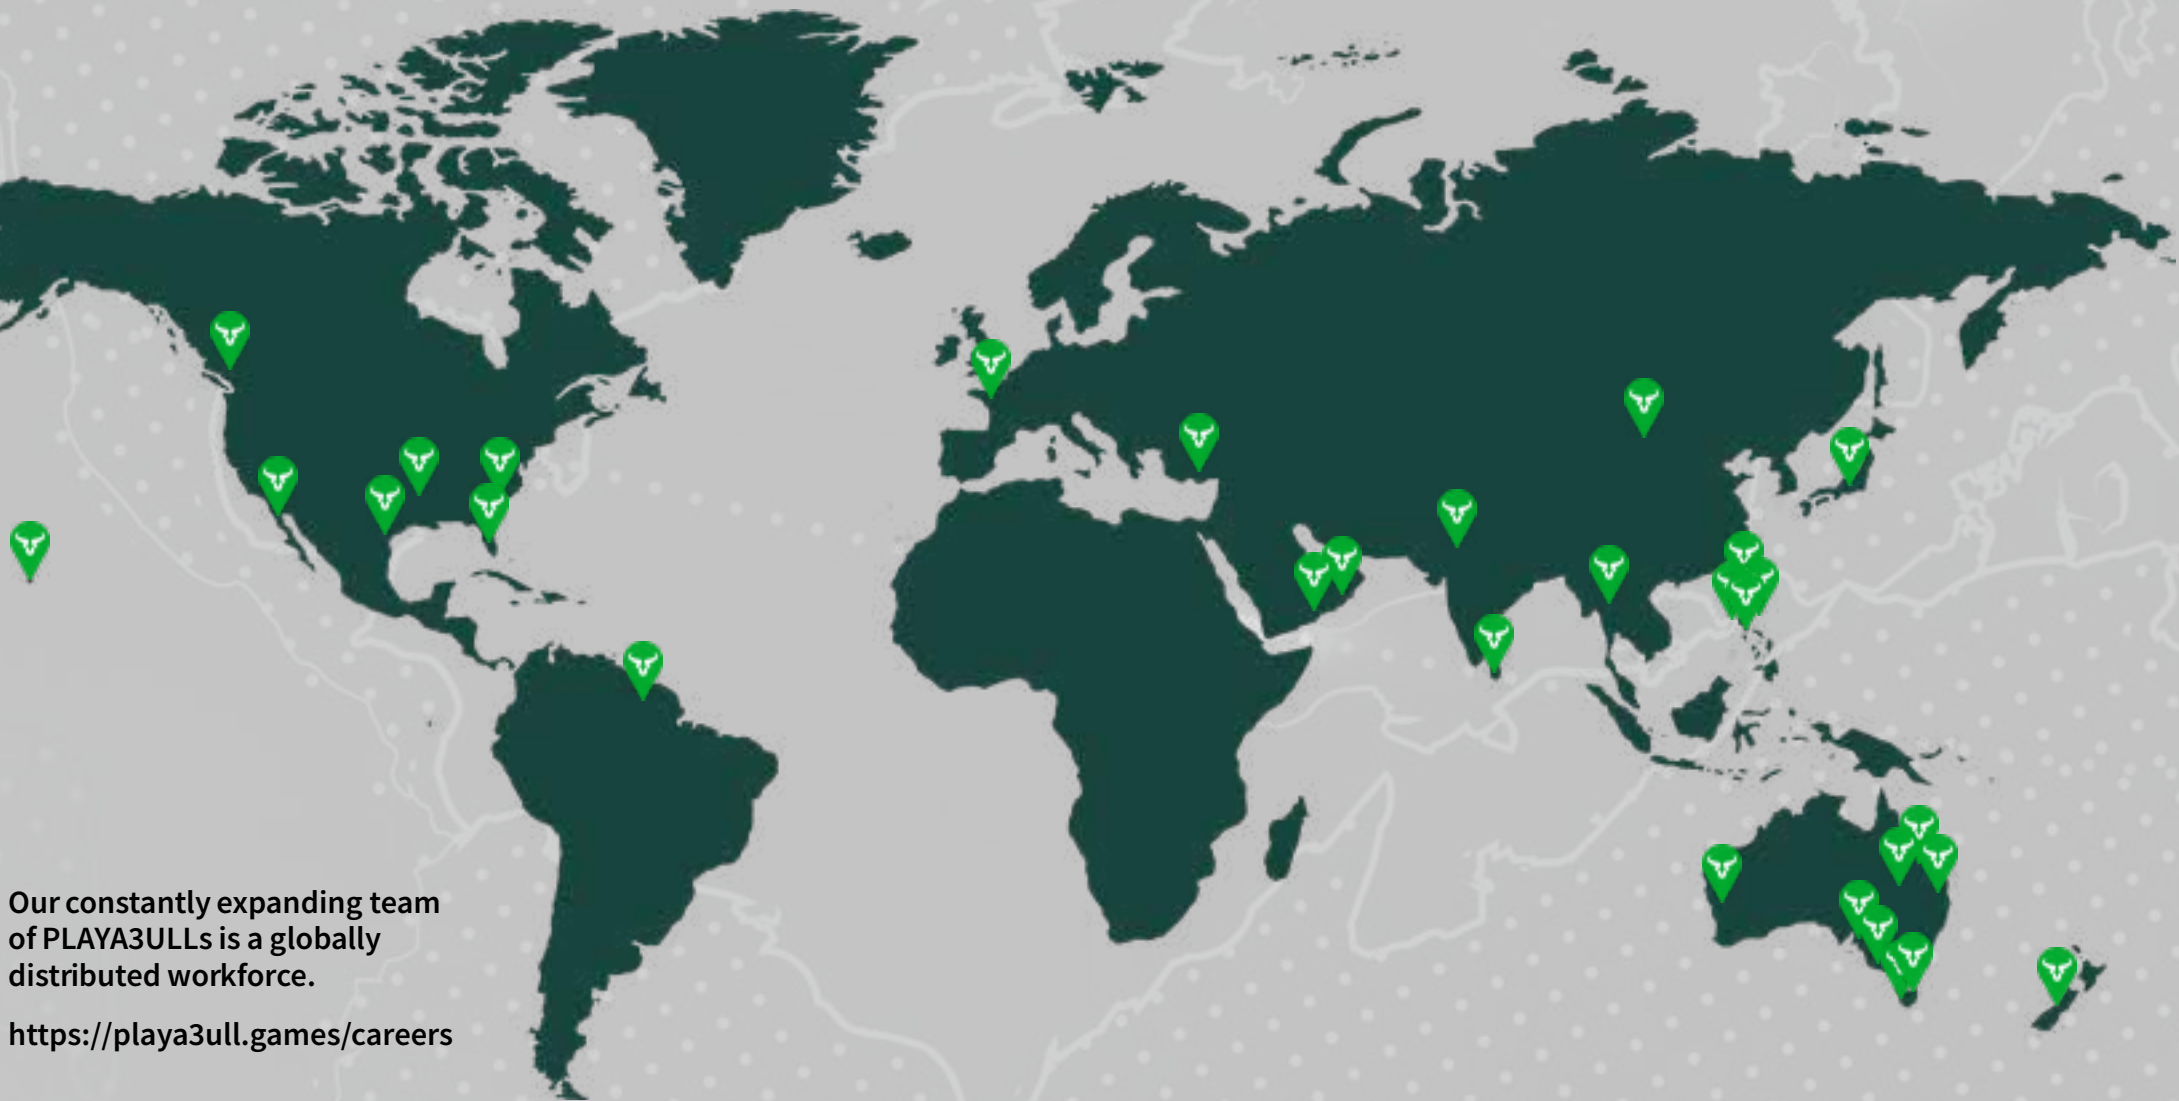 Our constantly expanding team
of PLAYA3ULLs is a globally
distributed workforce.
https://playa3ull.games/careers